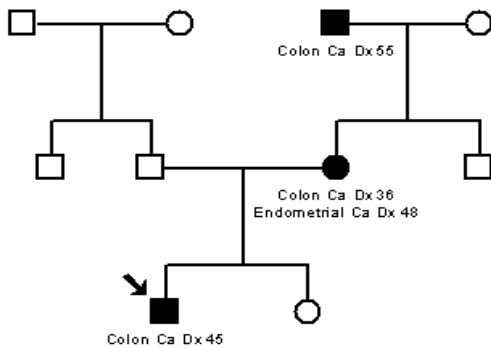 Colon Ca Dx 55
Colon Ca Dx 36
Endometrial Ca Dx 48
Colon Ca Dx 45